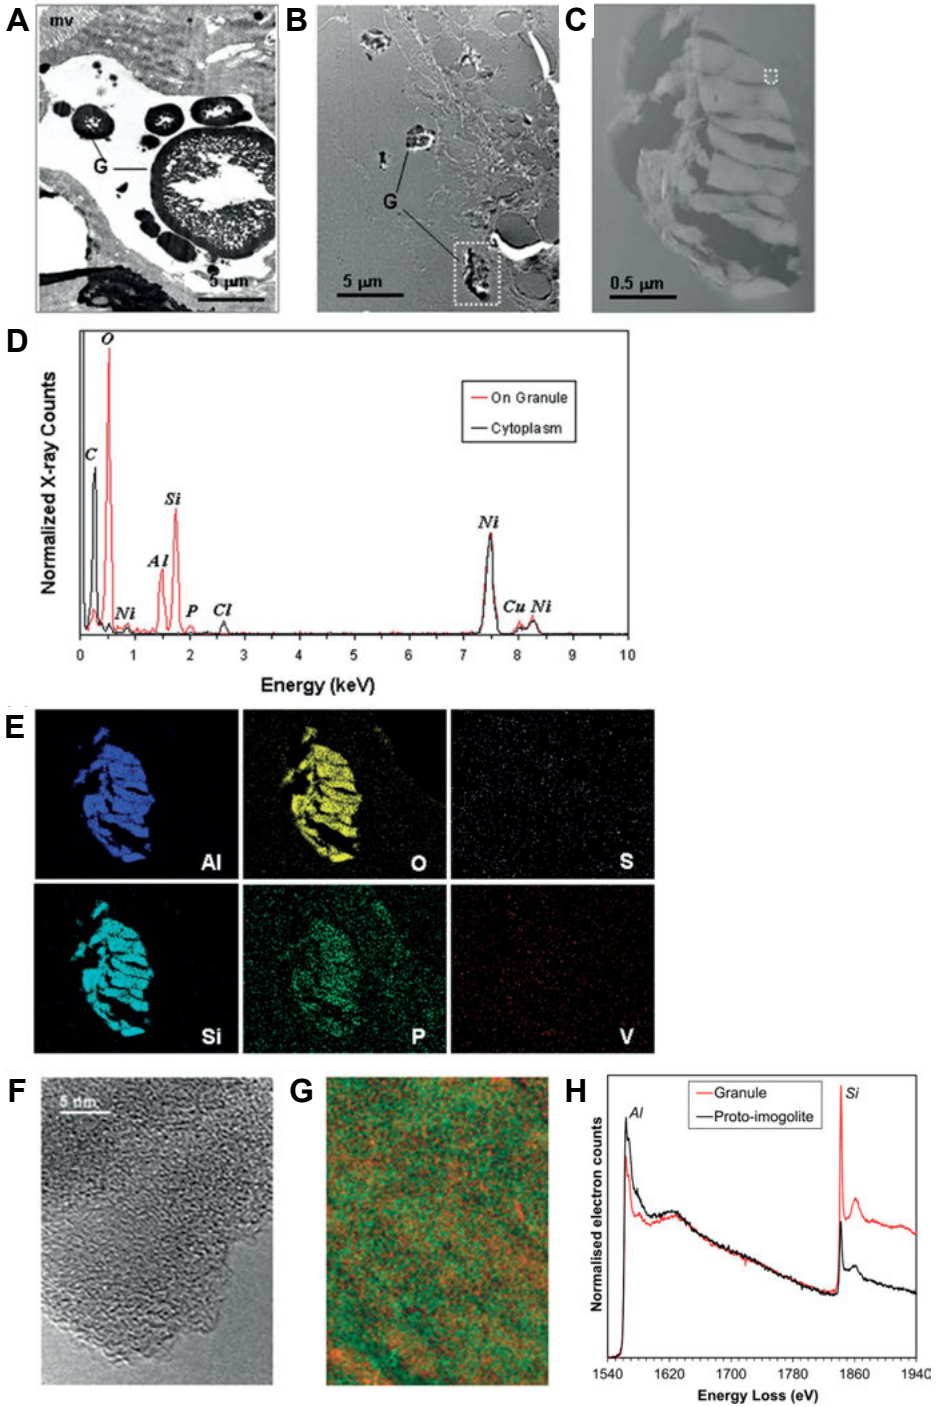 A
mv
G
5 µm
B
G
5 µm
C
0.5 µm
D
Normalized X-ray Counts
O
C
Ni
Al
Si
P
Cl
Ni
Cu
Ni
On Granule
Cytoplasm
0 1 2 3 4 5 6 7 8 9 10
Energy (keV)
E
Al
O
S
Si
P
V
F
5 nm
G
H
Normalised electron counts
Al
Granule
Proto-imogolite
Si
1540 1620 1700 1780 1860 1940
Energy Loss (eV)